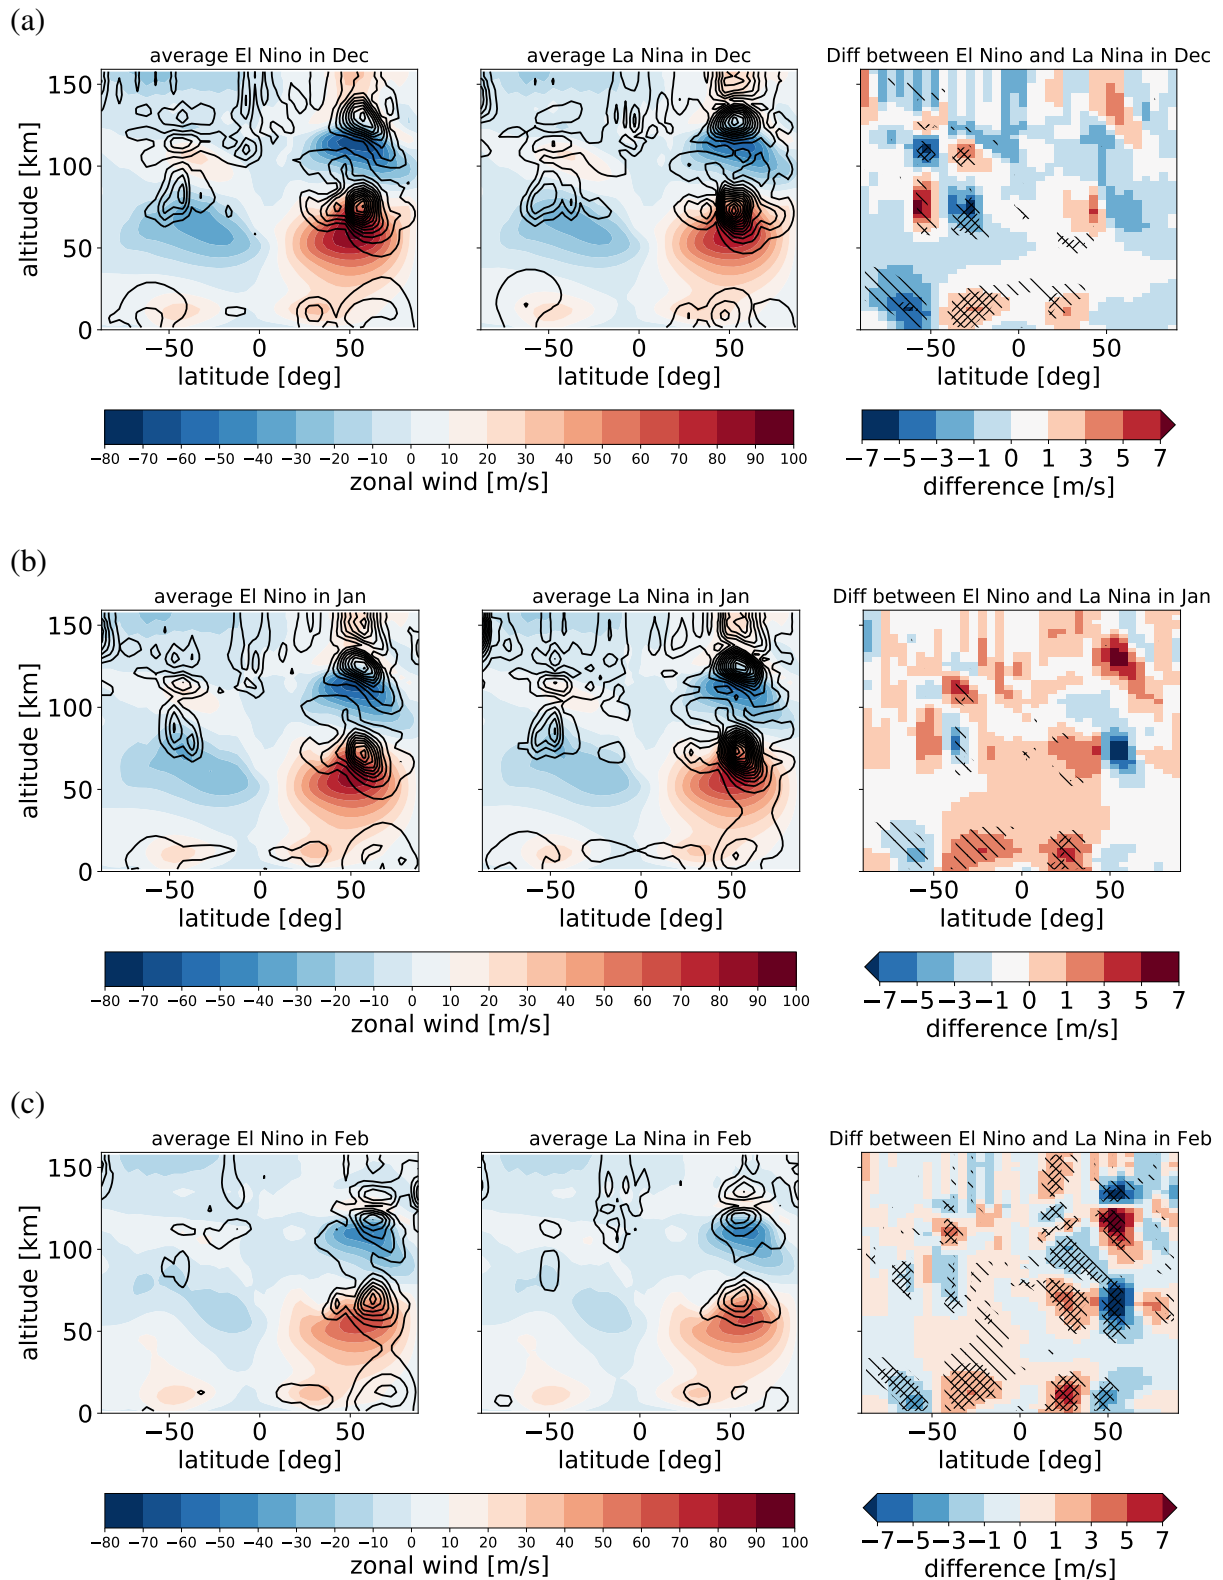 (a)
average El Nino in Dec
average La Nina in Dec
Diff between El Nino and La Nina in Dec
150
100
50
0
altitude [km]
−50 0 50
−50 0 50
−50 0 50
latitude [deg]
latitude [deg]
latitude [deg]
−80 −70 −60 −50 −40 −30 −20 −10 0 10 20 30 40 50 60 70 80 90 100
zonal wind [m/s]
−7 −5 −3 −1 0 1 3 5 7
difference [m/s]
(b)
average El Nino in Jan
average La Nina in Jan
Diff between El Nino and La Nina in Jan
150
100
50
0
altitude [km]
−50 0 50
−50 0 50
−50 0 50
latitude [deg]
latitude [deg]
latitude [deg]
−80 −70 −60 −50 −40 −30 −20 −10 0 10 20 30 40 50 60 70 80 90 100
zonal wind [m/s]
−7 −5 −3 −1 0 1 3 5 7
difference [m/s]
(c)
average El Nino in Feb
average La Nina in Feb
Diff between El Nino and La Nina in Feb
150
100
50
0
altitude [km]
−50 0 50
−50 0 50
−50 0 50
latitude [deg]
latitude [deg]
latitude [deg]
−80 −70 −60 −50 −40 −30 −20 −10 0 10 20 30 40 50 60 70 80 90 100
zonal wind [m/s]
−7 −5 −3 −1 0 1 3 5 7
difference [m/s]